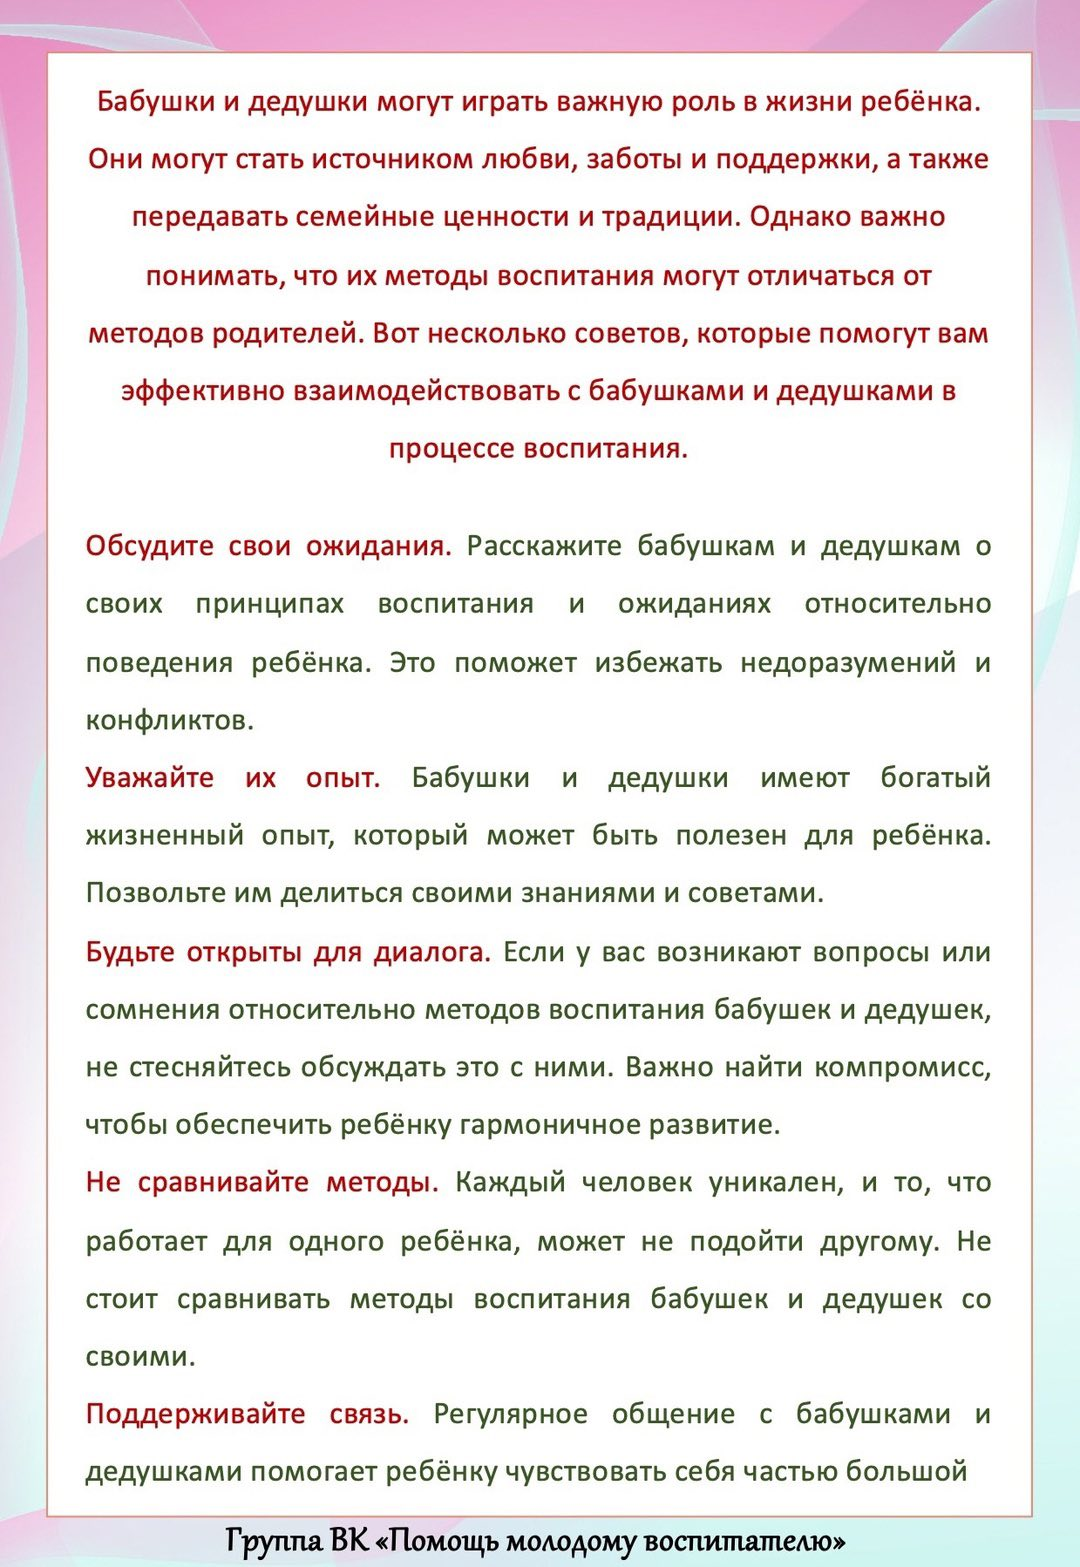 Бабушки и дедушки могут играть важную роль в жизни ребёнка.
Они могут стать источником любви, заботы и поддержки, а также
передавать семейные ценности и традиции. Однако важно
понимать, что их методы воспитания могут отличаться от
методов родителей. Вот несколько советов, которые помогут вам
эффективно взаимодействовать с бабушками и дедушками в
процессе воспитания.
Обсудите свои ожидания. Расскажите бабушкам и дедушкам о
своих принципах воспитания и ожиданиях относительно
поведения ребёнка. Это поможет избежать недоразумений и
конфликтов.
Уважайте их опыт. Бабушки и дедушки имеют богатый
жизненный опыт, который может быть полезен для ребёнка.
Позвольте им делиться своими знаниями и советами.
Будьте открыты для диалога. Если у вас возникают вопросы или
сомнения относительно методов воспитания бабушек и дедушек,
не стесняйтесь обсуждать это с ними. Важно найти компромисс,
чтобы обеспечить ребёнку гармоничное развитие.
Не сравнивайте методы. Каждый человек уникален, и то, что
работает для одного ребёнка, может не подойти другому. Не
стоит сравнивать методы воспитания бабушек и дедушек со
своими.
Поддерживайте связь. Регулярное общение с бабушками и
дедушками помогает ребёнку чувствовать себя частью большой
Группа ВК «Помощь молодому воспитателю»